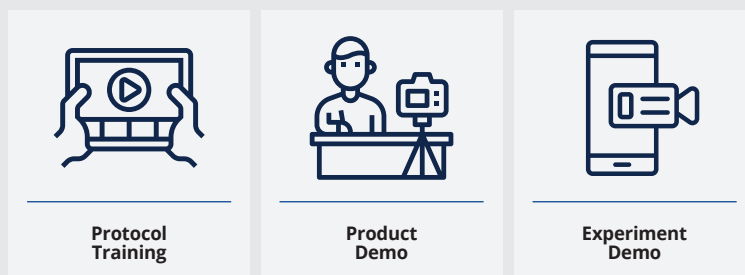 Protocol
Training
Product
Demo
Experiment
Demo